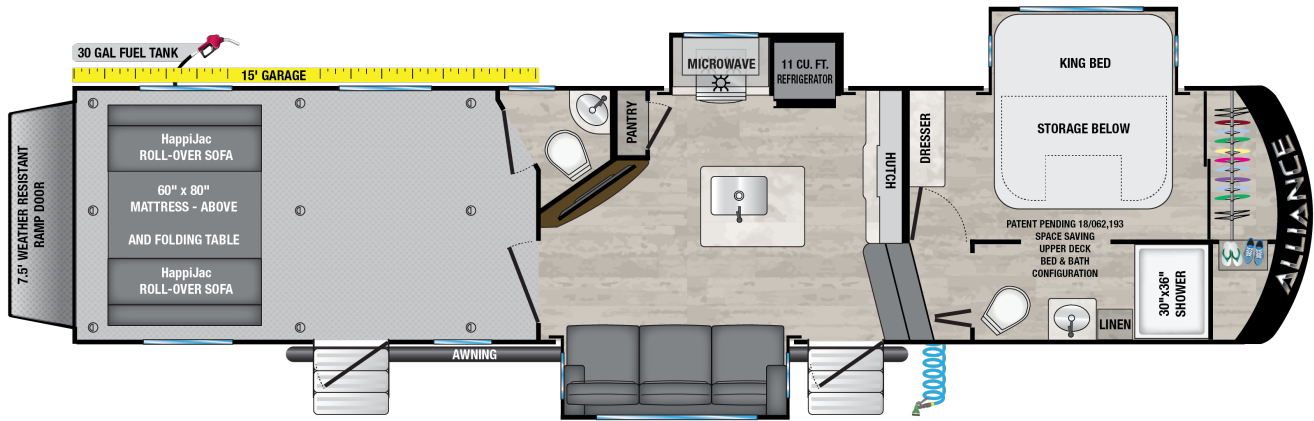 30 GAL FUEL TANK
15' GARAGE
7.5' WEATHER RESISTANT
RAMP DOOR
HappiJac
ROLL-OVER SOFA
60" x 80"
MATTRESS - ABOVE
AND FOLDING TABLE
HappiJac
ROLL-OVER SOFA
AWNING
PANTRY
MICROWAVE
11 CU. FT.
REFRIGERATOR
HUTCH
DRESSER
KING BED
STORAGE BELOW
PATENT PENDING 18/062,193
SPACE SAVING
UPPER DECK
BED & BATH
CONFIGURATION
LINEN
30"x36"
SHOWER
ALLIANCE